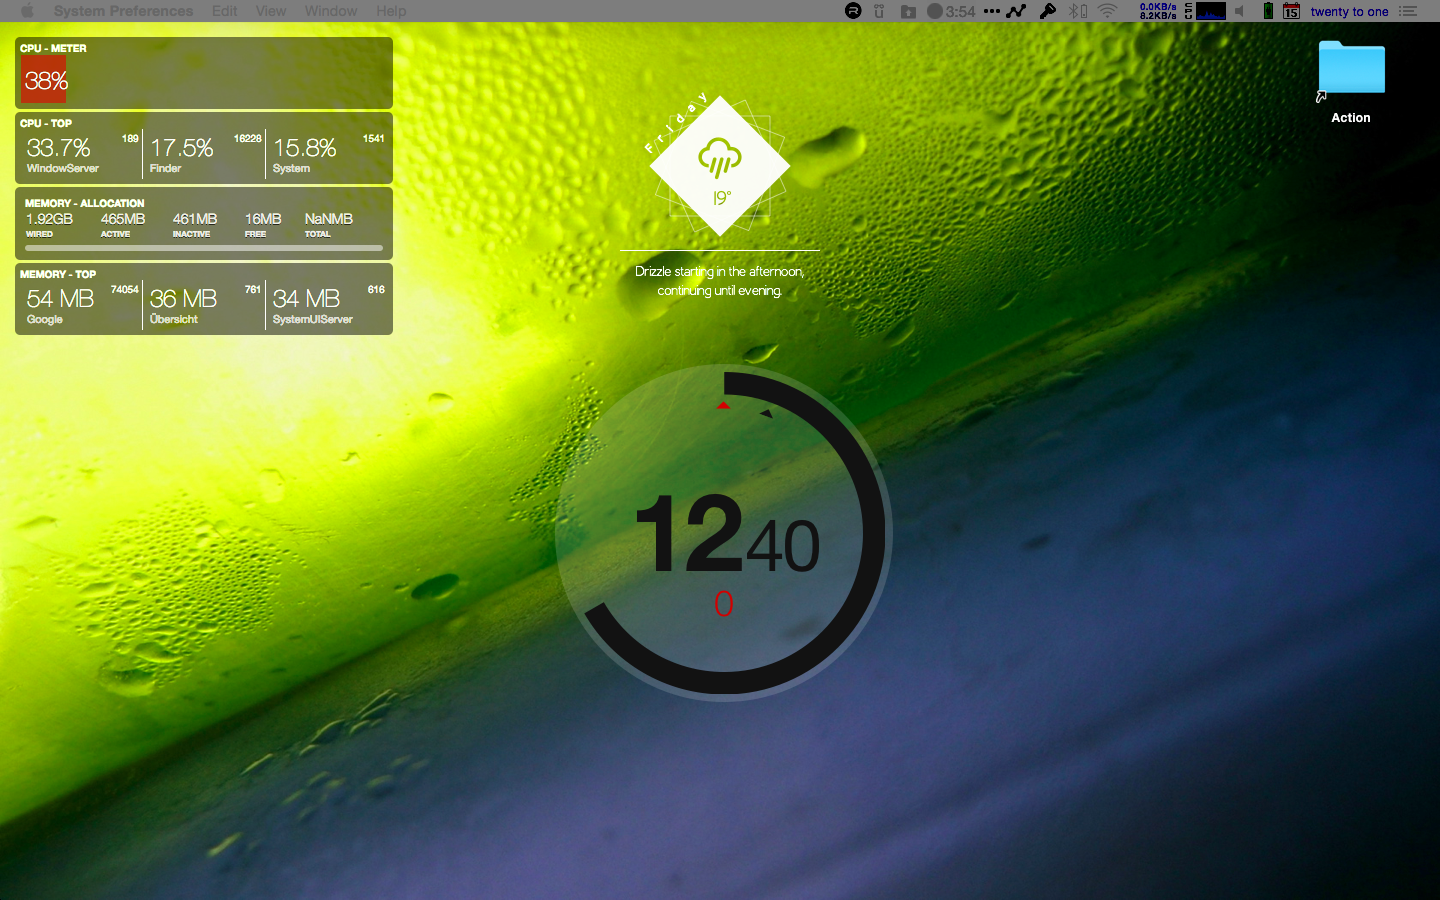 System Preferences Edit View Window Help
3:54
0.0KB/s
8.2KB/s
CPU
15
twenty to one
CPU - METER
38%
CPU - TOP
33.7% 189 17.5% 16228 15.8% 1541
WindowServer Finder System
MEMORY - ALLOCATION
1.92GB 465MB 461MB 16MB NaNMB
WIRED ACTIVE INACTIVE FREE TOTAL
MEMORY - TOP
54 MB 74054 36 MB 761 34 MB 616
Google Übersicht SystemUIServer
Friday
19°
Drizzle starting in the afternoon,
continuing until evening.
Action
12 40
0